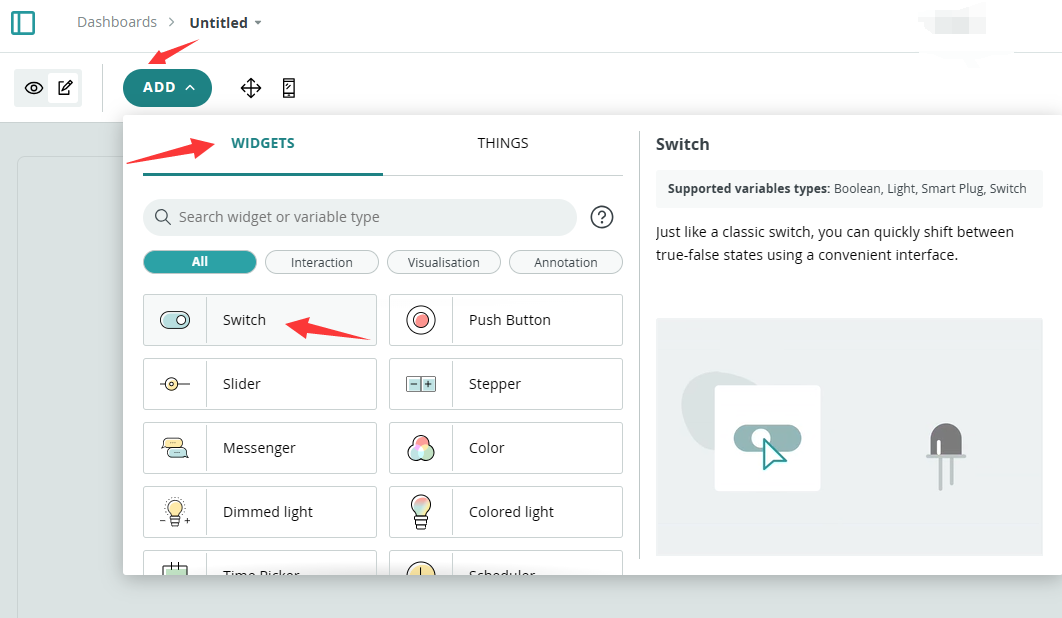 Dashboards > Untitled
ADD
WIDGETS
THINGS
Search widget or variable type
?
All
Interaction
Visualisation
Annotation
Switch
Push Button
Slider
Stepper
Messenger
Color
Dimmed light
Colored light
Time Picker
Scheduler
Switch
Supported variables types: Boolean, Light, Smart Plug, Switch
Just like a classic switch, you can quickly shift between
true-false states using a convenient interface.